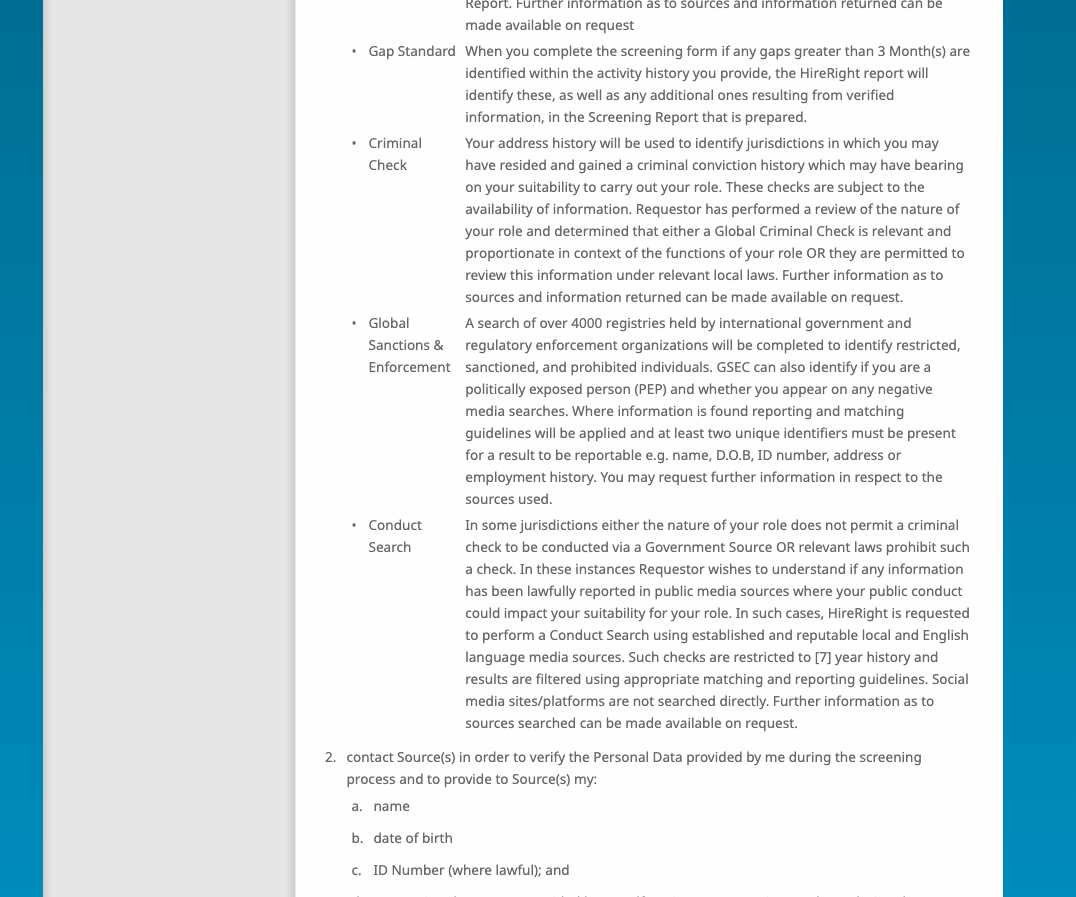 Report. Further information as to sources and information returned can be
made available on request
• Gap Standard When you complete the screening form if any gaps greater than 3 Month(s) are
identified within the activity history you provide, the HireRight report will
identify these, as well as any additional ones resulting from verified
information, in the Screening Report that is prepared.
• Criminal Your address history will be used to identify jurisdictions in which you may
Check have resided and gained a criminal conviction history which may have bearing
on your suitability to carry out your role. These checks are subject to the
availability of information. Requestor has performed a review of the nature of
your role and determined that either a Global Criminal Check is relevant and
proportionate in context of the functions of your role OR they are permitted to
review this information under relevant local laws. Further information as to
sources and information returned can be made available on request.
• Global A search of over 4000 registries held by international government and
Sanctions & regulatory enforcement organizations will be completed to identify restricted,
Enforcement sanctioned, and prohibited individuals. GSEC can also identify if you are a
politically exposed person (PEP) and whether you appear on any negative
media searches. Where information is found reporting and matching
guidelines will be applied and at least two unique identifiers must be present
for a result to be reportable e.g. name, D.O.B, ID number, address or
employment history. You may request further information in respect to the
sources used.
• Conduct In some jurisdictions either the nature of your role does not permit a criminal
Search check to be conducted via a Government Source OR relevant laws prohibit such
a check. In these instances Requestor wishes to understand if any information
has been lawfully reported in public media sources where your public conduct
could impact your suitability for your role. In such cases, HireRight is requested
to perform a Conduct Search using established and reputable local and English
language media sources. Such checks are restricted to [7] year history and
results are filtered using appropriate matching and reporting guidelines. Social
media sites/platforms are not searched directly. Further information as to
sources searched can be made available on request.
2. contact Source(s) in order to verify the Personal Data provided by me during the screening
process and to provide to Source(s) my:
a. name
b. date of birth
c. ID Number (where lawful); and